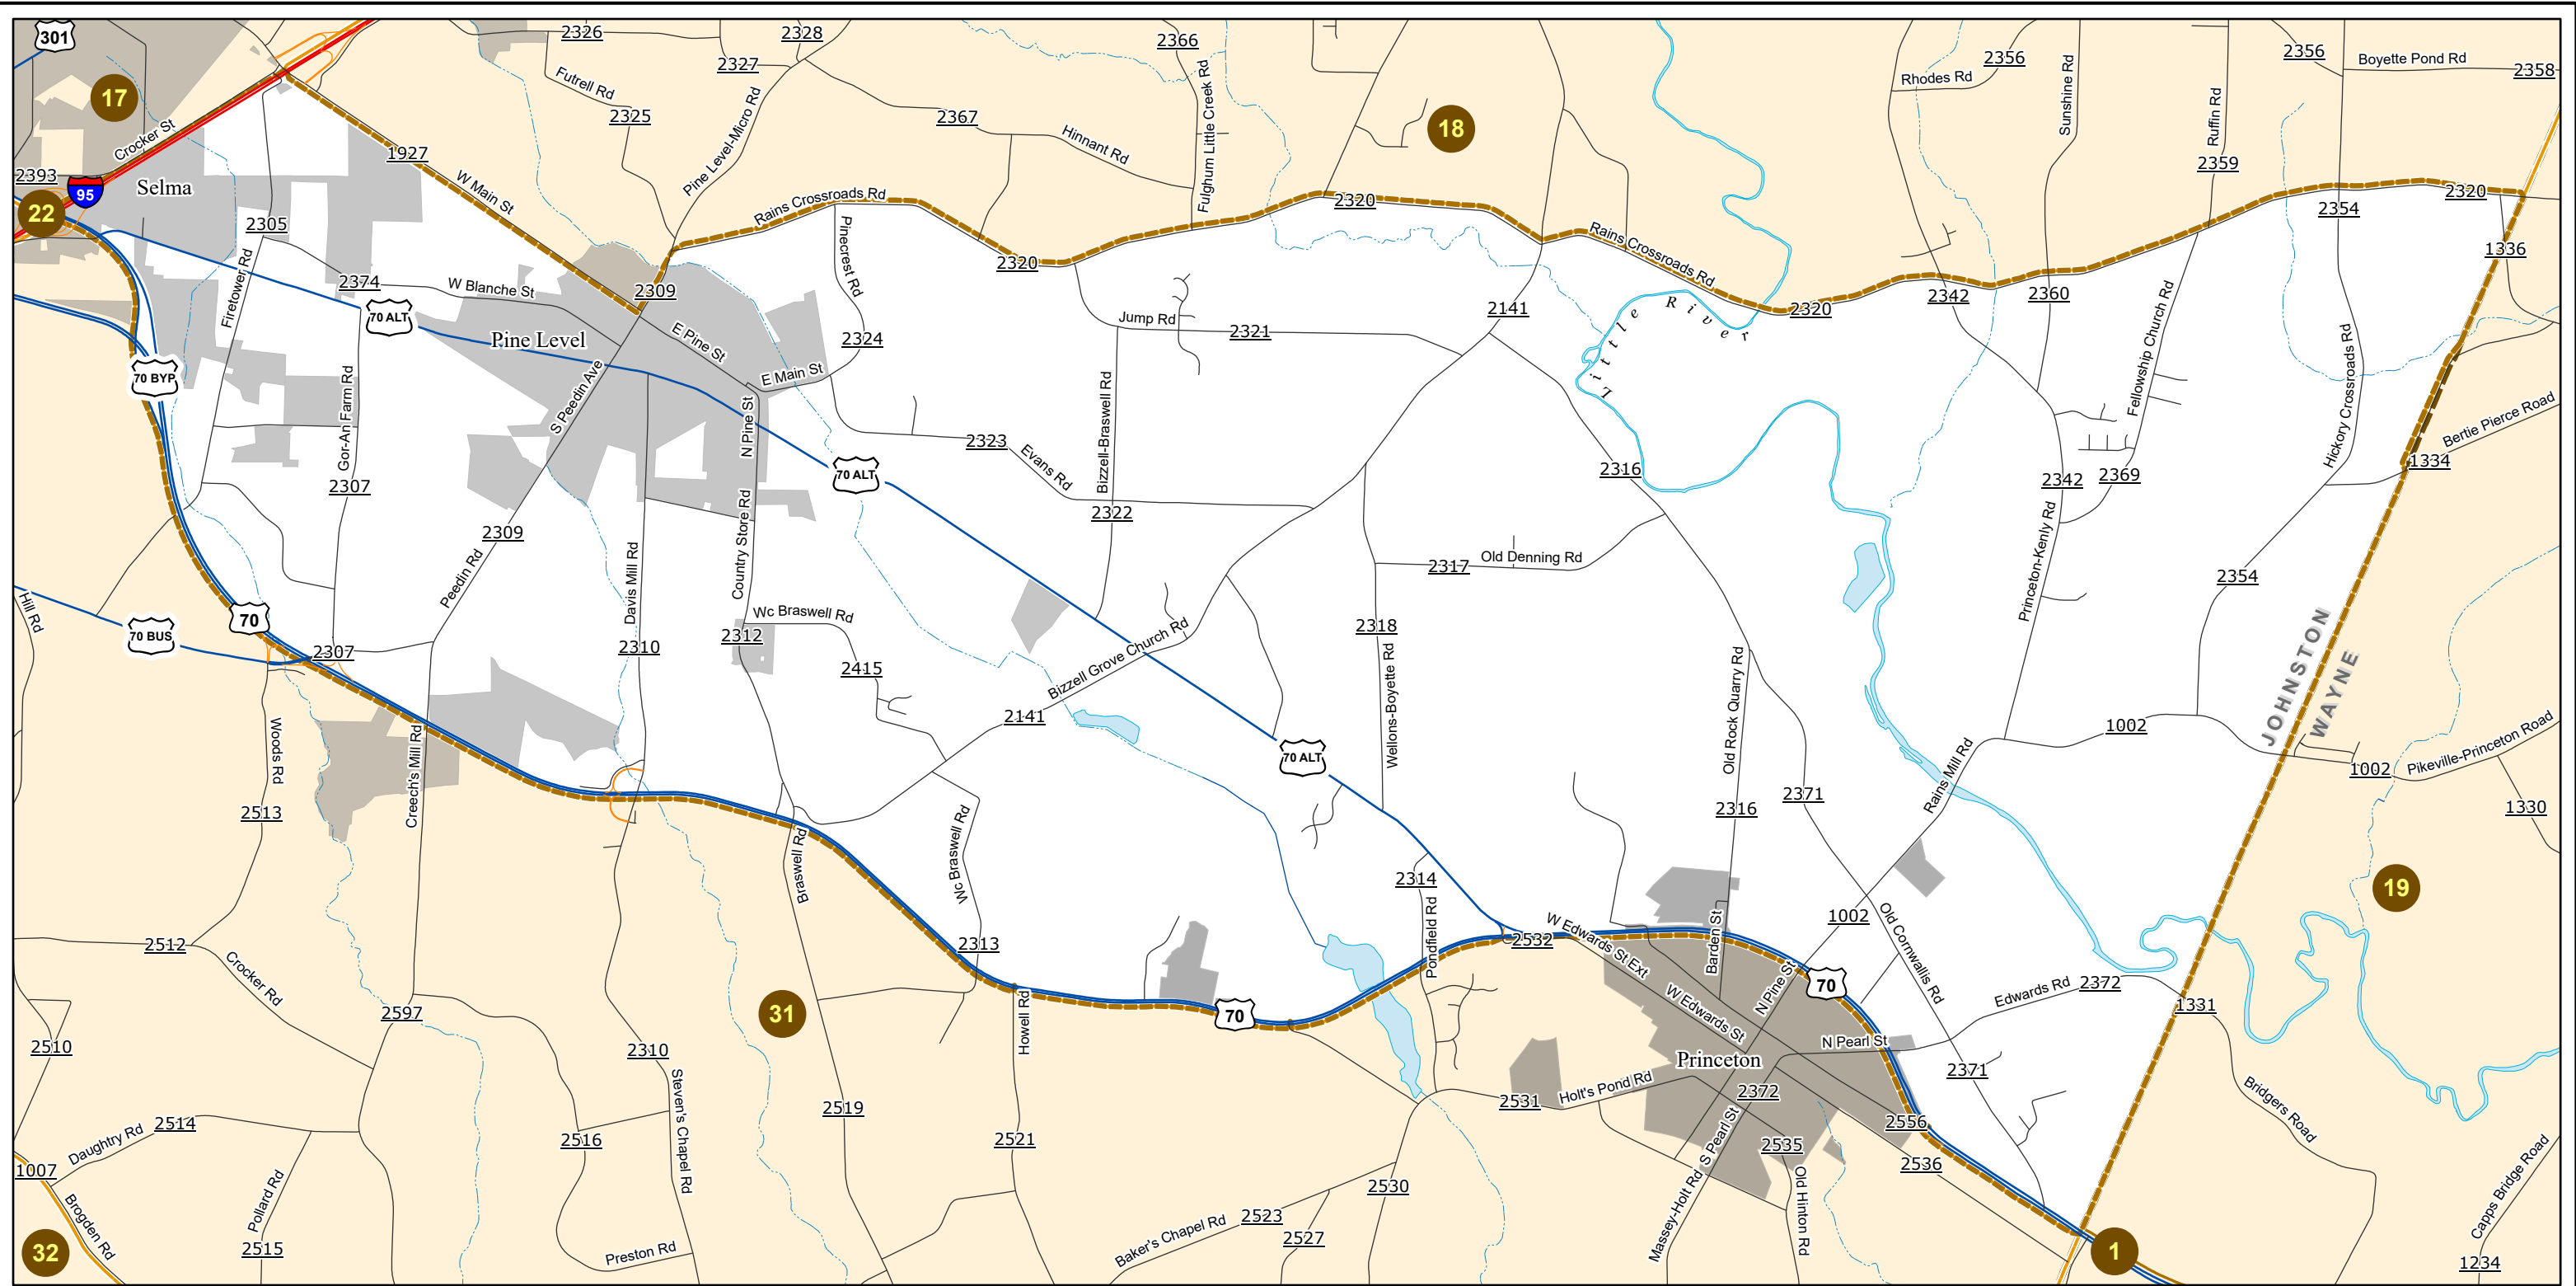 301
2326
2328
2366
2356
2356
Boyette Pond Rd
2358
17
Futrell Rd
2327
2325
Pine Level-Micro Rd
2367
Hinnant Rd
Fulghum Little Creek Rd
18
Rhodes Rd
Sunshine Rd
Ruffin Rd
2359
Crocker St
1927
2393
95
Selma
22
W Main St
Rains Crossroads Rd
2320
2320
2354
2305
Firetower Rd
2374
W Blanche St
2309
Pinecrest Rd
2320
Rains Crossroads Rd
1336
70 ALT
Pine Level
E Pine St
2324
Jump Rd
2321
2141
Little River
2320
2342
2360
Fellowship Church Rd
Hickory Crossroads Rd
70 BYP
Gor-An Farm Rd
S Peedin Ave
E Main St
N Pine St
Bizzell-Braswell Rd
Bertie Pierce Road
2307
70 ALT
2323
Evans Rd
2316
2342
2369
1334
2309
Country Store Rd
2322
Peedin Rd
Davis Mill Rd
2317
Old Denning Rd
Princeton-Kenly Rd
2354
Hill Rd
70
70 BUS
2307
2310
2312
Wc Braswell Rd
2415
Bizzell Grove Church Rd
2318
Wellons-Boyette Rd
Old Rock Quarry Rd
JOHNSTON
WAYNE
Woods Rd
Creech's Mill Rd
2141
70 ALT
1002
1002
Pikeville-Princeton Road
2513
Braswell Rd
Wc Braswell Rd
2316
2371
Rains Mill Rd
1330
2314
Pondfield Rd
19
2512
Crocker Rd
2313
2532
W Edwards St Ext
Barden St
1002
Old Cornwallis Rd
2597
31
Howell Rd
70
W Edwards St
N Pine St
70
Edwards Rd
2372
1331
2510
2310
Princeton
N Pearl St
2371
Daughtry Rd
2514
2516
Steven's Chapel Rd
2519
2521
2531
Holt's Pond Rd
2372
2556
Bridgers Road
1007
Brogden Rd
Pollard Rd
2530
S Pearl St
2535
2536
Massey-Holt Rd
Old Hinton Rd
Capps Bridge Road
32
2515
Preston Rd
Baker's Chapel Rd
2523
2527
1
1234